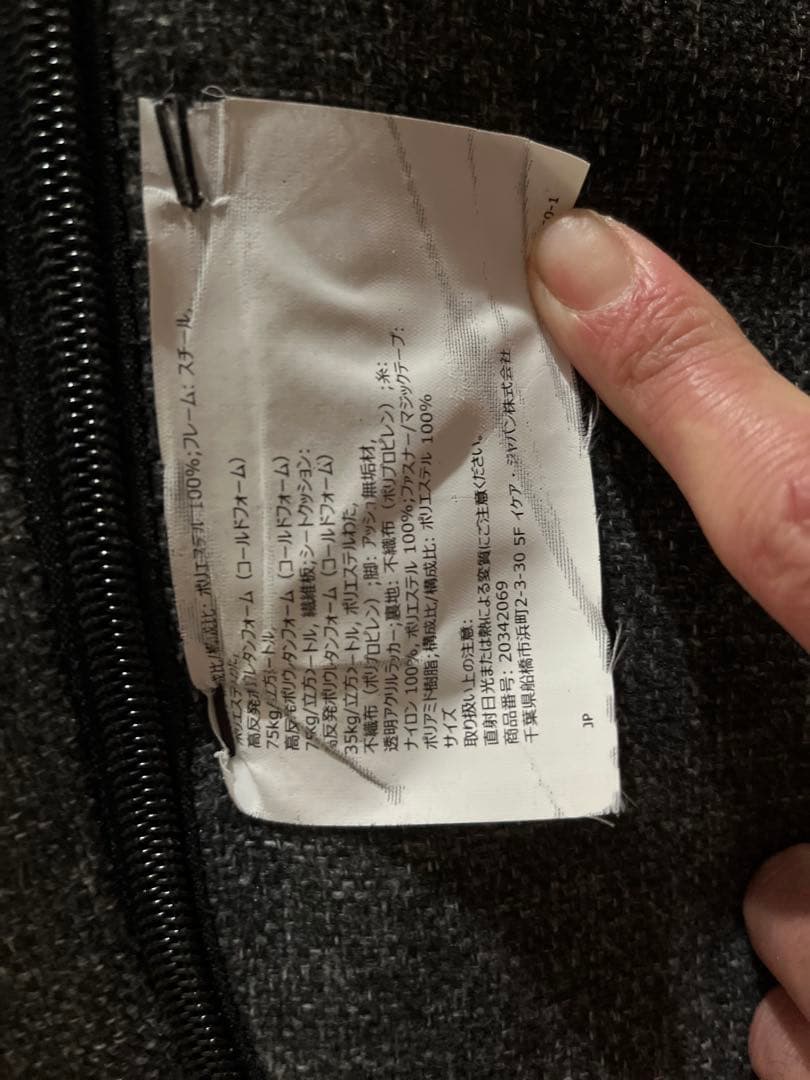 構成比: ポリエステル 100%;フレーム: スチール,
ポリエステルわた,
高反発ポリウレタンフォーム（コールドフォーム）
75kg/立方メートル,
高反発ポリウレタンフォーム（コールドフォーム）
75kg/立方メートル, 繊維板;シートクッション:
高反発ポリウレタンフォーム（コールドフォーム）
35kg/立方メートル, ポリエステルわた,
不織布（ポリプロピレン）;脚: アッシュ無垢材,
透明アクリルラッカー;裏地: 不織布（ポリプロピレン）;糸:
ナイロン 100%, ポリエステル 100%;ファスナー/マジックテープ:
ポリアミド樹脂;構成比/構成比: ポリエステル 100%
サイズ
取り扱い上の注意:
直射日光または熱による変質にご注意ください。
商品番号: 20342069
千葉県船橋市浜町2-3-30 5F イケア・ジャパン株式会社
JP